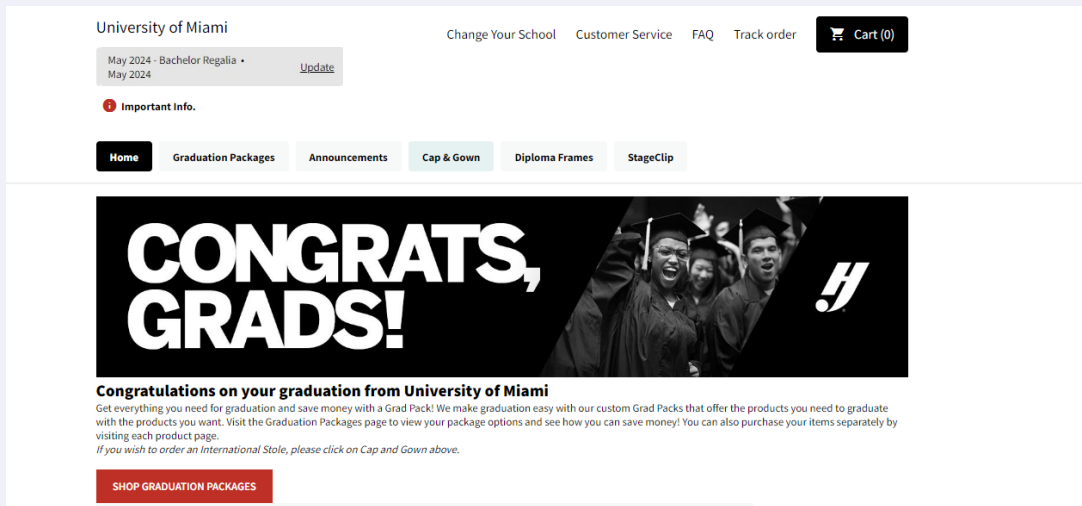 University of Miami
Change Your School
Customer Service
FAQ
Track order
Cart (0)
May 2024 - Bachelor Regalia •
May 2024
Update
Important Info.
Home
Graduation Packages
Announcements
Cap & Gown
Diploma Frames
StageClip
CONGRATS,
GRADS!
HJ
Congratulations on your graduation from University of Miami
Get everything you need for graduation and save money with a Grad Pack! We make graduation easy with our custom Grad Packs that offer the products you need to graduate
with the products you want. Visit the Graduation Packages page to view your package options and see how you can save money! You can also purchase your items separately by
visiting each product page.
If you wish to order an International Stole, please click on Cap and Gown above.
SHOP GRADUATION PACKAGES